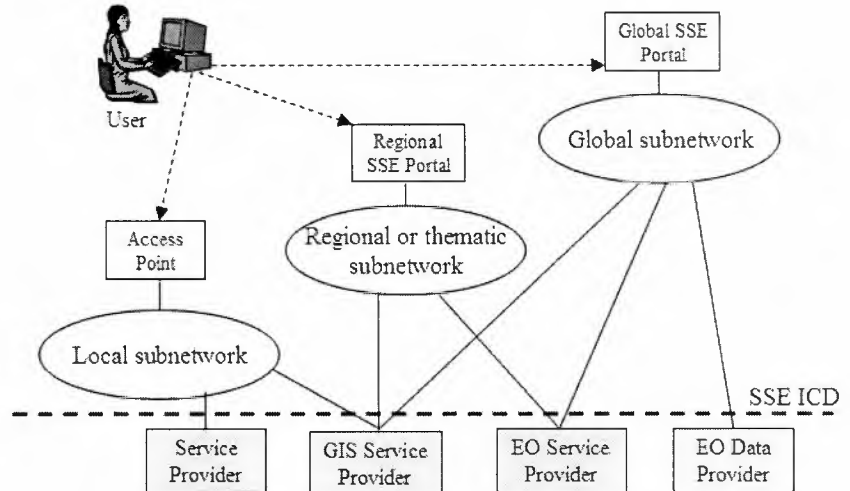 Global SSE
Portal
User
Global subnetwork
Regional
SSE Portal
Access
Point
Regional or thematic
subnetwork
Local subnetwork
SSE ICD
Service
Provider
GIS Service
Provider
EO Service
Provider
EO Data
Provider